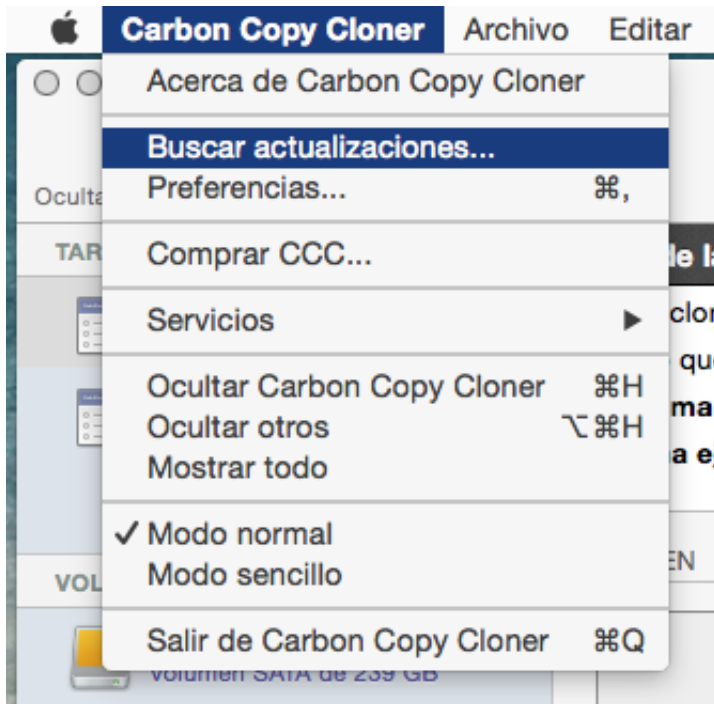 Carbon Copy Cloner Archivo Editar
Acerca de Carbon Copy Cloner
Buscar actualizaciones...
Preferencias... ⌘,
Comprar CCC...
Servicios ▶
Ocultar Carbon Copy Cloner ⌘H
Ocultar otros ⌥⌘H
Mostrar todo
✓ Modo normal
Modo sencillo
Salir de Carbon Copy Cloner ⌘Q
Volumen SATA de 239 GB